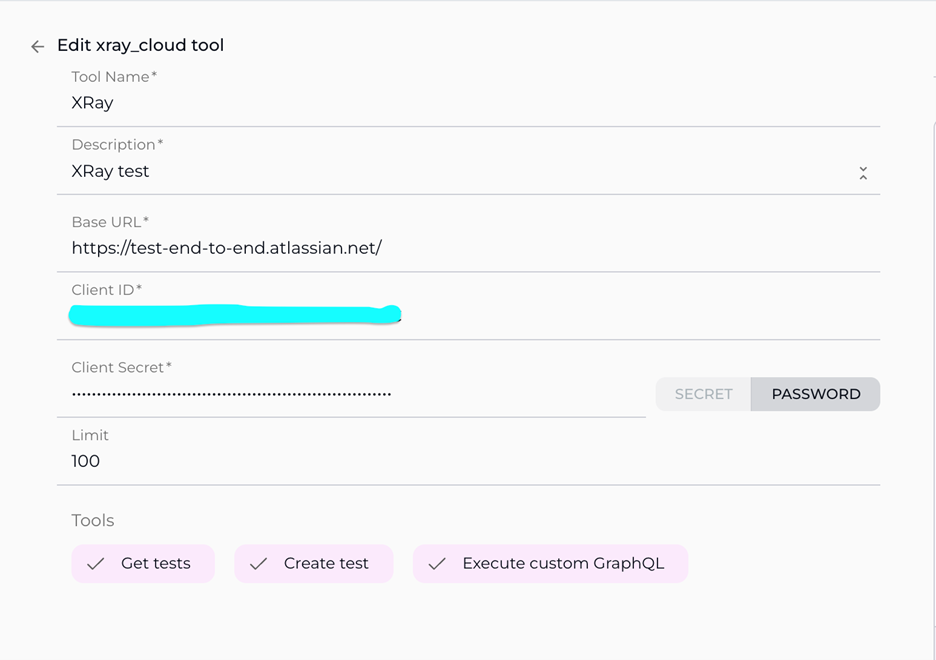 Edit xray_cloud tool
Tool Name*
XRay
Description*
XRay test
Base URL*
https://test-end-to-end.atlassian.net/
Client ID*
Client Secret*
••••••••••••••••••••••••••••••••••••••••••••••••••••••••••••••••
SECRET PASSWORD
Limit
100
Tools
Get tests Create test Execute custom GraphQL